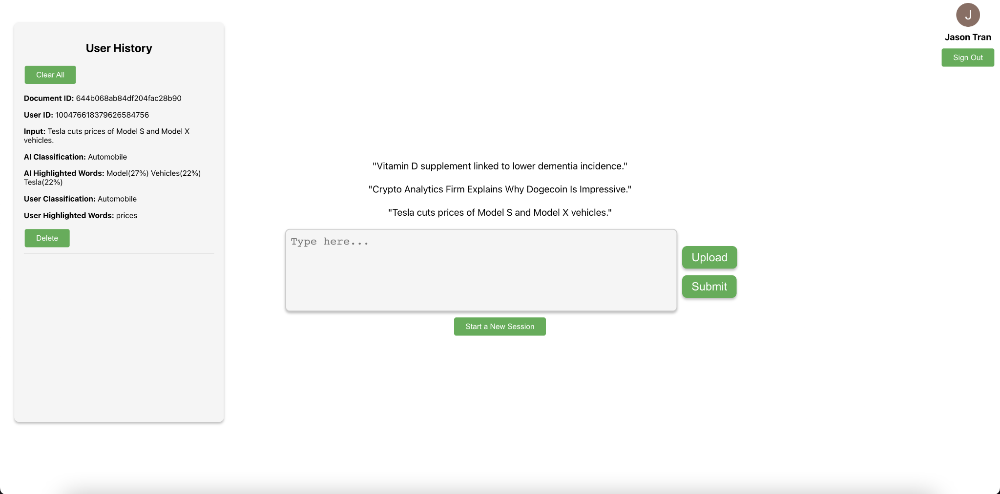 J
Jason Tran
Sign Out
User History
Clear All
Document ID: 644b068ab84df204fac28b90
User ID: 100476618379626584756
Input: Tesla cuts prices of Model S and Model X
vehicles.
AI Classification: Automobile
AI Highlighted Words: Model(27%) Vehicles(22%)
Tesla(22%)
User Classification: Automobile
User Highlighted Words: prices
Delete
"Vitamin D supplement linked to lower dementia incidence."
"Crypto Analytics Firm Explains Why Dogecoin Is Impressive."
"Tesla cuts prices of Model S and Model X vehicles."
Type here...
Upload
Submit
Start a New Session